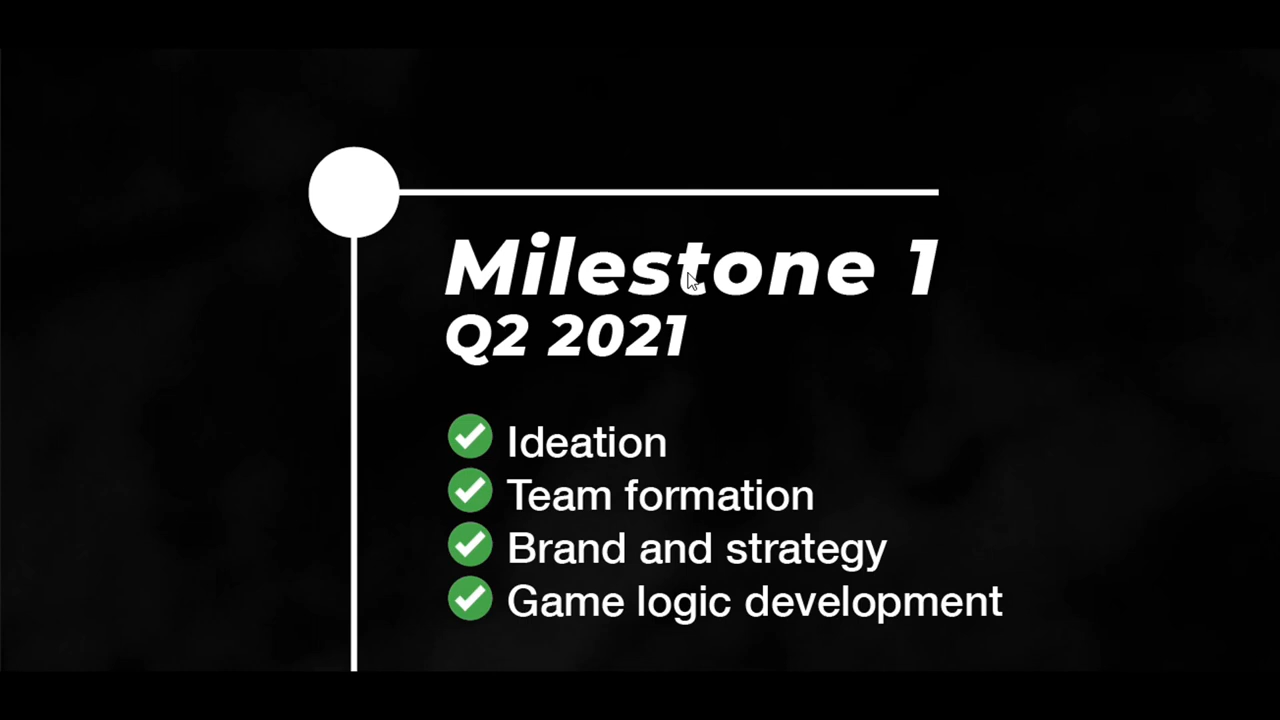 Milestone 1
Q2 2021
Ideation
Team formation
Brand and strategy
Game logic development